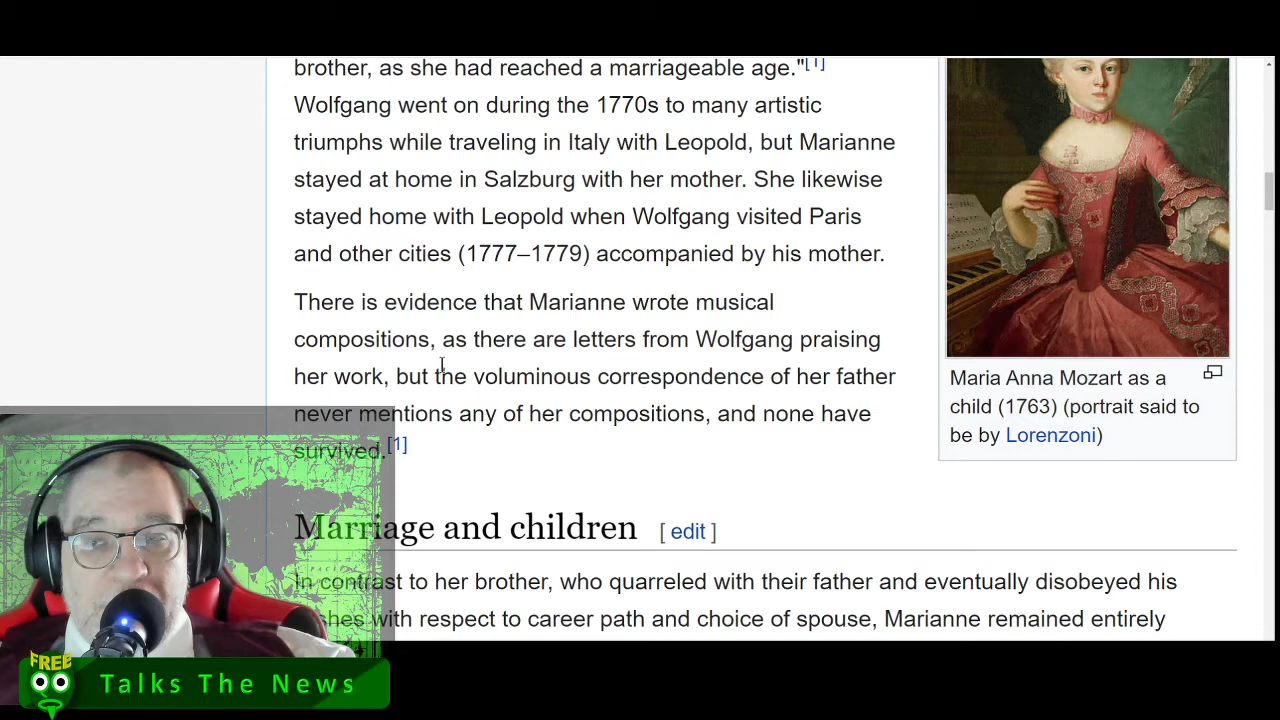 brother, as she had reached a marriageable age."[1]
Wolfgang went on during the 1770s to many artistic
triumphs while traveling in Italy with Leopold, but Marianne
stayed at home in Salzburg with her mother. She likewise
stayed home with Leopold when Wolfgang visited Paris
and other cities (1777–1779) accompanied by his mother.
There is evidence that Marianne wrote musical
compositions, as there are letters from Wolfgang praising
her work, but the voluminous correspondence of her father
never mentions any of her compositions, and none have
survived.[1]
Maria Anna Mozart as a
child (1763) (portrait said to
be by Lorenzoni)
Marriage and children [ edit ]
In contrast to her brother, who quarreled with their father and eventually disobeyed his
wishes with respect to career path and choice of spouse, Marianne remained entirely
FREE
Talks The News